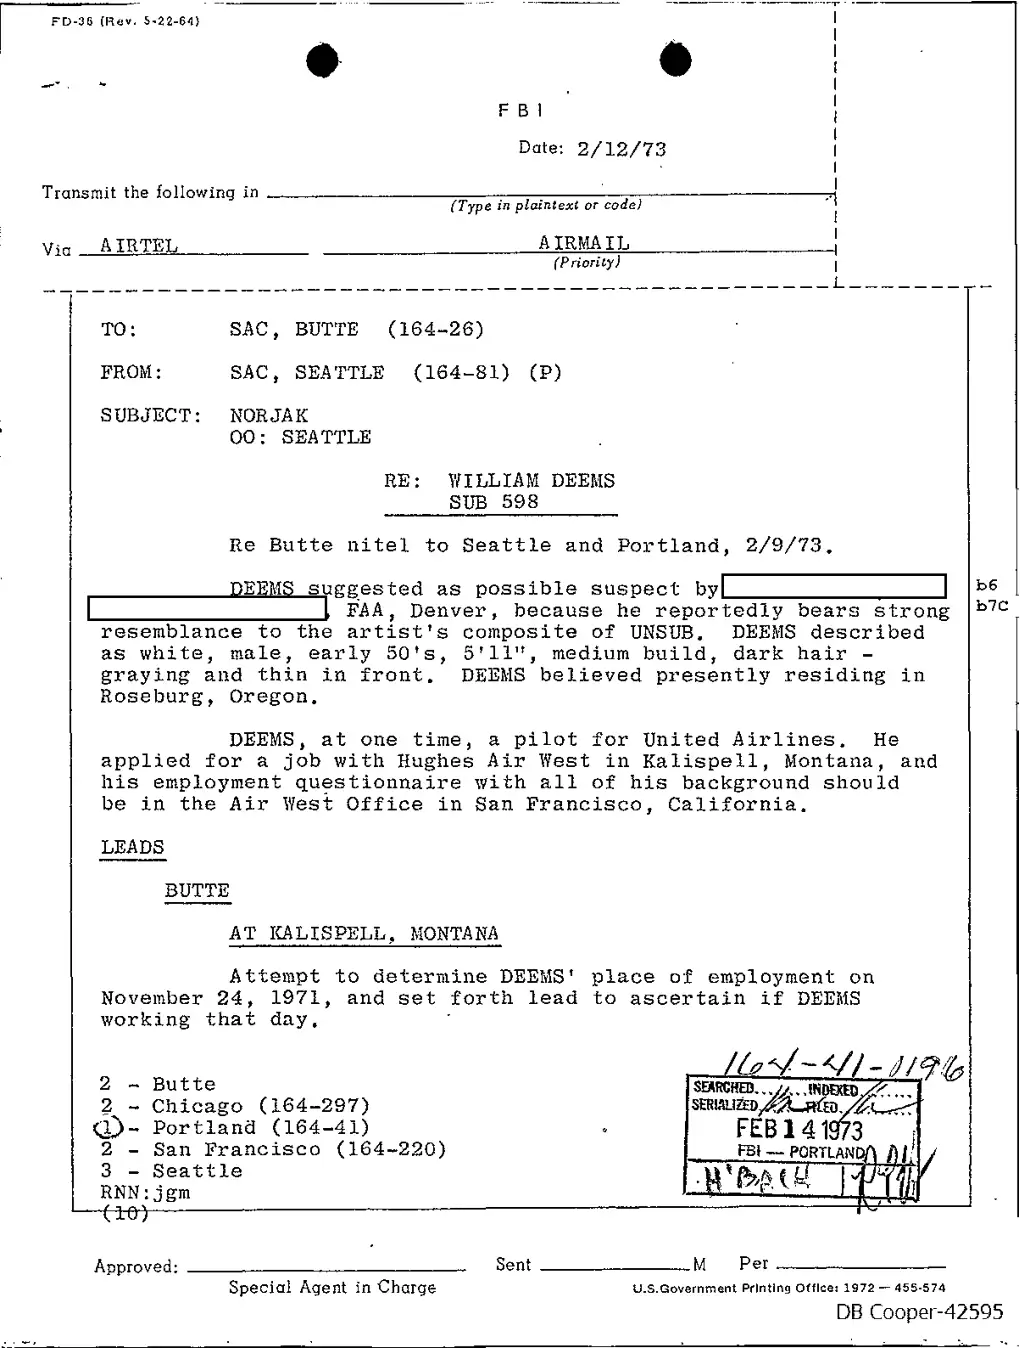 FD-36 (Rev. 5-22-64)
F B I
Date: 2/12/73
Transmit the following in
(Type in plaintext or code)
Via AIRTEL AIRMAIL
(Priority)
TO: SAC, BUTTE (164-26)
FROM: SAC, SEATTLE (164-81) (P)
SUBJECT: NORJAK
OO: SEATTLE
RE: WILLIAM DEEMS
SUB 598
Re Butte nitel to Seattle and Portland, 2/9/73.
DEEMS suggested as possible suspect by
b6
, FAA, Denver, because he reportedly bears strong
b7C
resemblance to the artist's composite of UNSUB. DEEMS described
as white, male, early 50's, 5'11", medium build, dark hair -
graying and thin in front. DEEMS believed presently residing in
Roseburg, Oregon.
DEEMS, at one time, a pilot for United Airlines. He
applied for a job with Hughes Air West in Kalispell, Montana, and
his employment questionnaire with all of his background should
be in the Air West Office in San Francisco, California.
LEADS
BUTTE
AT KALISPELL, MONTANA
Attempt to determine DEEMS' place of employment on
November 24, 1971, and set forth lead to ascertain if DEEMS
working that day.
2 - Butte
2 - Chicago (164-297)
1 - Portland (164-41)
2 - San Francisco (164-220)
3 - Seattle
RNN:jgm
(10)
164-41-1196
SEARCHED INDEXED
SERIALIZED FILED
FEB 14 1973
FBI — PORTLAND
H'BACH
Approved: Sent M Per
Special Agent in Charge
U.S.Government Printing Office: 1972 — 455-574
DB Cooper-42595